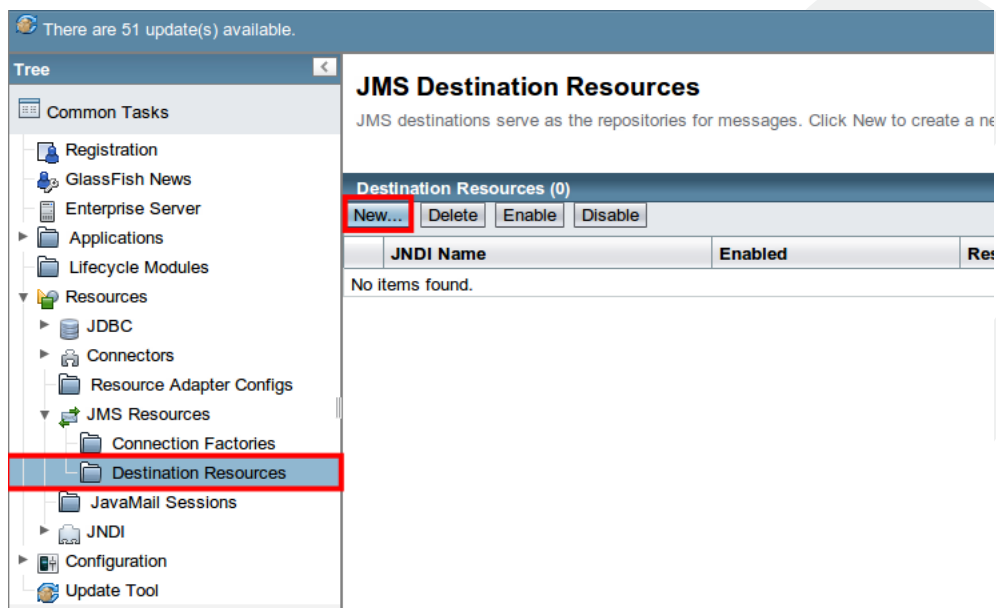 There are 51 update(s) available.
Tree
Common Tasks
Registration
GlassFish News
Enterprise Server
Applications
Lifecycle Modules
Resources
JDBC
Connectors
Resource Adapter Configs
JMS Resources
Connection Factories
Destination Resources
JavaMail Sessions
JNDI
Configuration
Update Tool
JMS Destination Resources
JMS destinations serve as the repositories for messages. Click New to create a ne
Destination Resources (0)
New... Delete Enable Disable
JNDI Name Enabled Res
No items found.